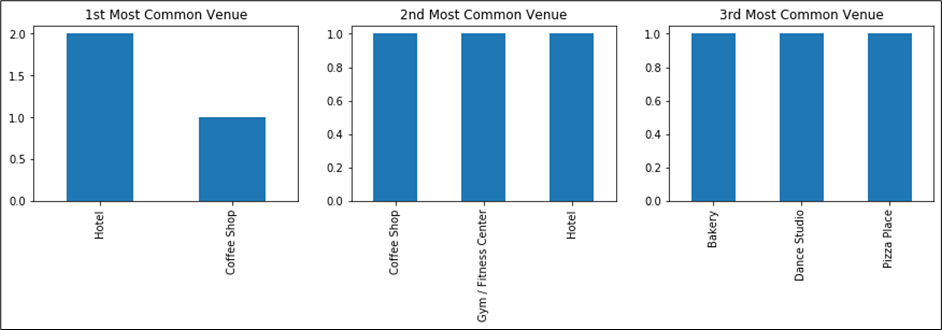 1st Most Common Venue
2.0
1.5
1.0
0.5
0.0
Hotel
Coffee Shop
2nd Most Common Venue
1.0
0.8
0.6
0.4
0.2
0.0
Coffee Shop
Gym / Fitness Center
Hotel
3rd Most Common Venue
1.0
0.8
0.6
0.4
0.2
0.0
Bakery
Dance Studio
Pizza Place